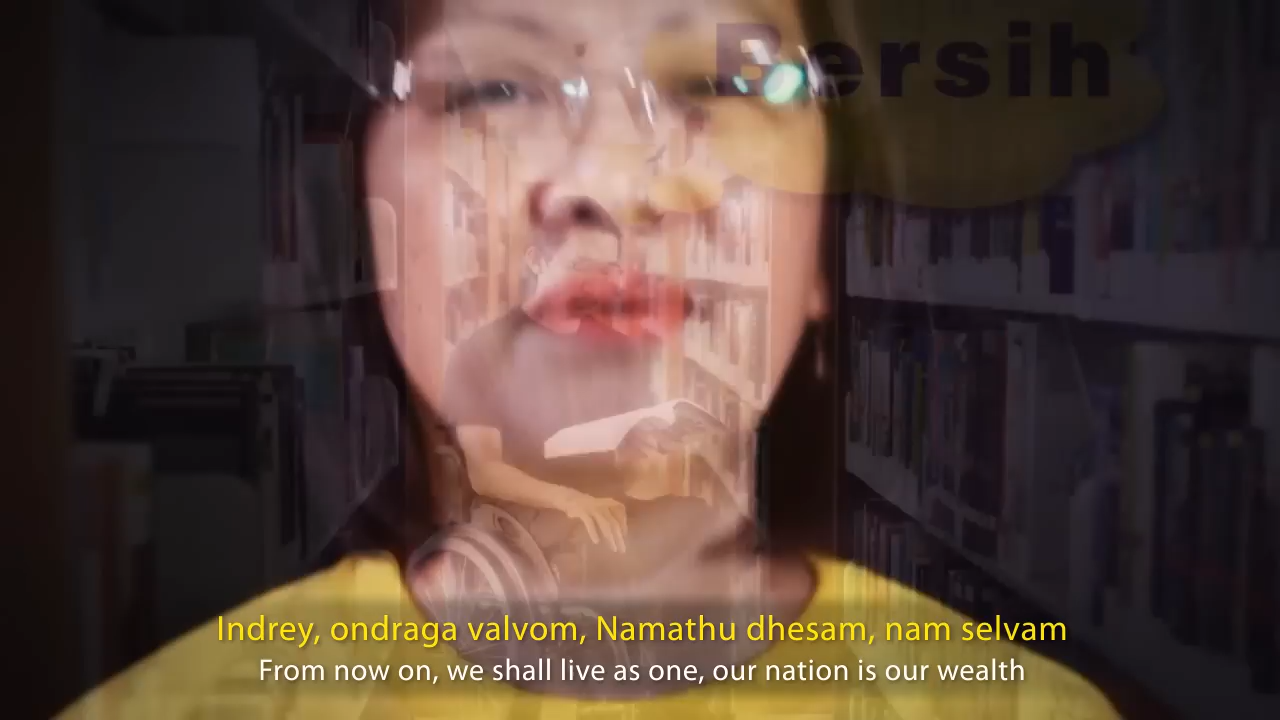 Bersih
Indrey, ondraga valvom, Namathu dhesam, nam selvam
From now on, we shall live as one, our nation is our wealth